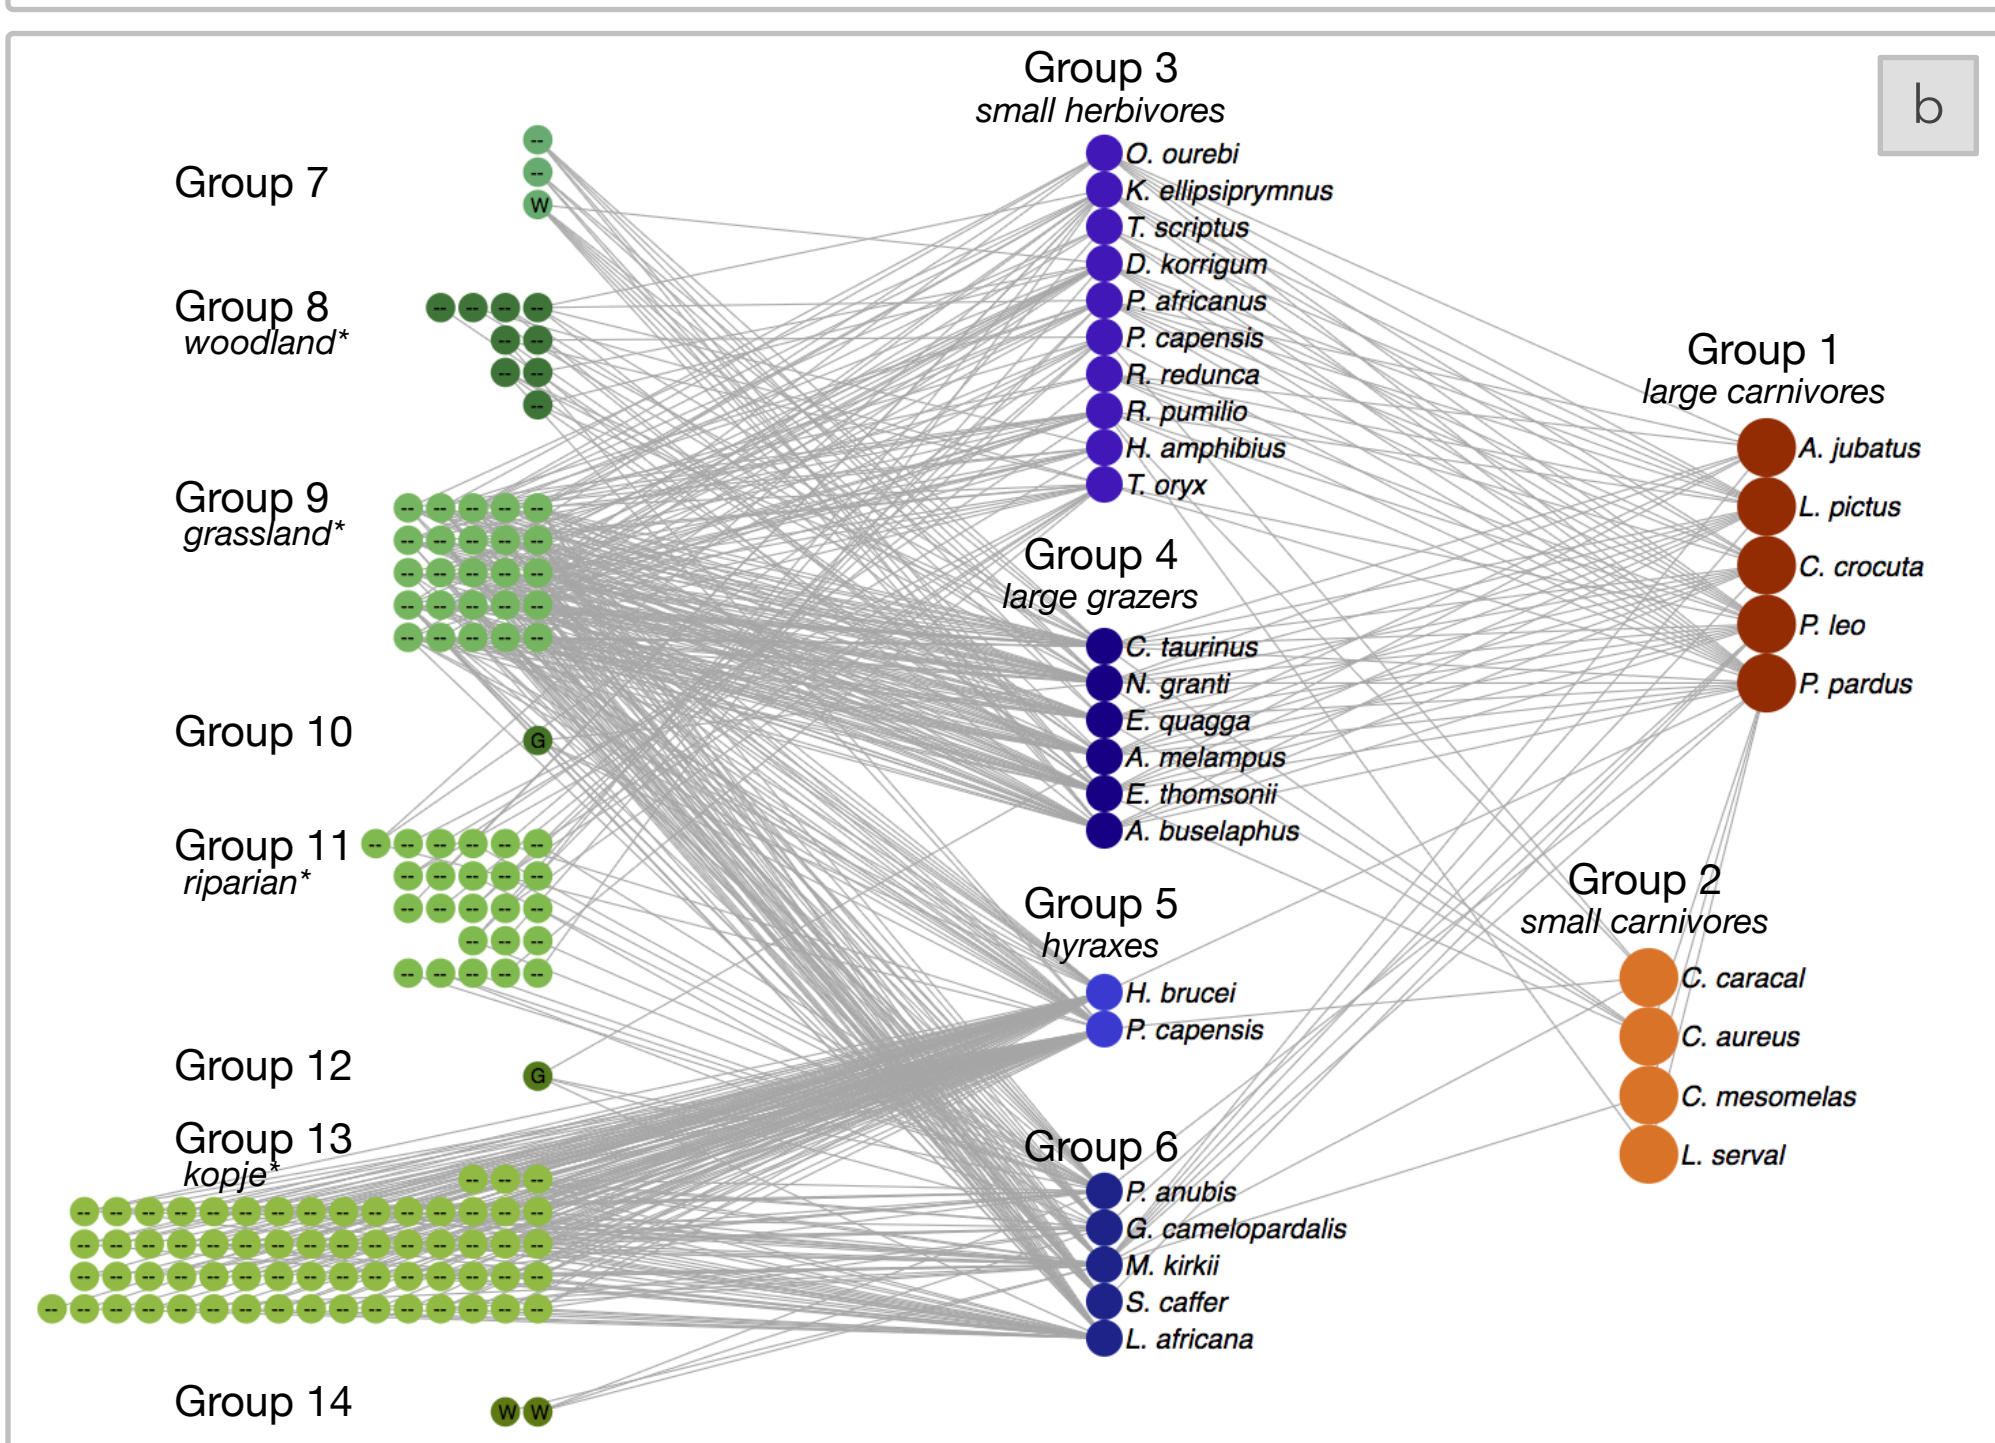 b
Group 7
--
--
W
Group 8
woodland*
-- -- -- --
-- --
-- --
--
Group 9
grassland*
-- -- -- -- --
-- -- -- -- --
-- -- -- -- --
-- -- -- -- --
-- -- -- -- --
Group 10
G
Group 11
riparian*
-- -- -- -- -- --
-- -- -- -- --
-- -- -- -- --
-- -- --
-- -- -- -- --
Group 12
G
Group 13
kopje*
-- -- --
-- -- -- -- -- -- -- -- -- -- -- -- -- -- --
-- -- -- -- -- -- -- -- -- -- -- -- -- -- --
-- -- -- -- -- -- -- -- -- -- -- -- -- -- --
-- -- -- -- -- -- -- -- -- -- -- -- -- -- -- --
Group 14
W W
Group 3
small herbivores
O. ourebi
K. ellipsiprymnus
T. scriptus
D. korrigum
P. africanus
P. capensis
R. redunca
R. pumilio
H. amphibius
T. oryx
Group 4
large grazers
C. taurinus
N. granti
E. quagga
A. melampus
E. thomsonii
A. buselaphus
Group 5
hyraxes
H. brucei
P. capensis
Group 6
P. anubis
G. camelopardalis
M. kirkii
S. caffer
L. africana
Group 1
large carnivores
A. jubatus
L. pictus
C. crocuta
P. leo
P. pardus
Group 2
small carnivores
C. caracal
C. aureus
C. mesomelas
L. serval